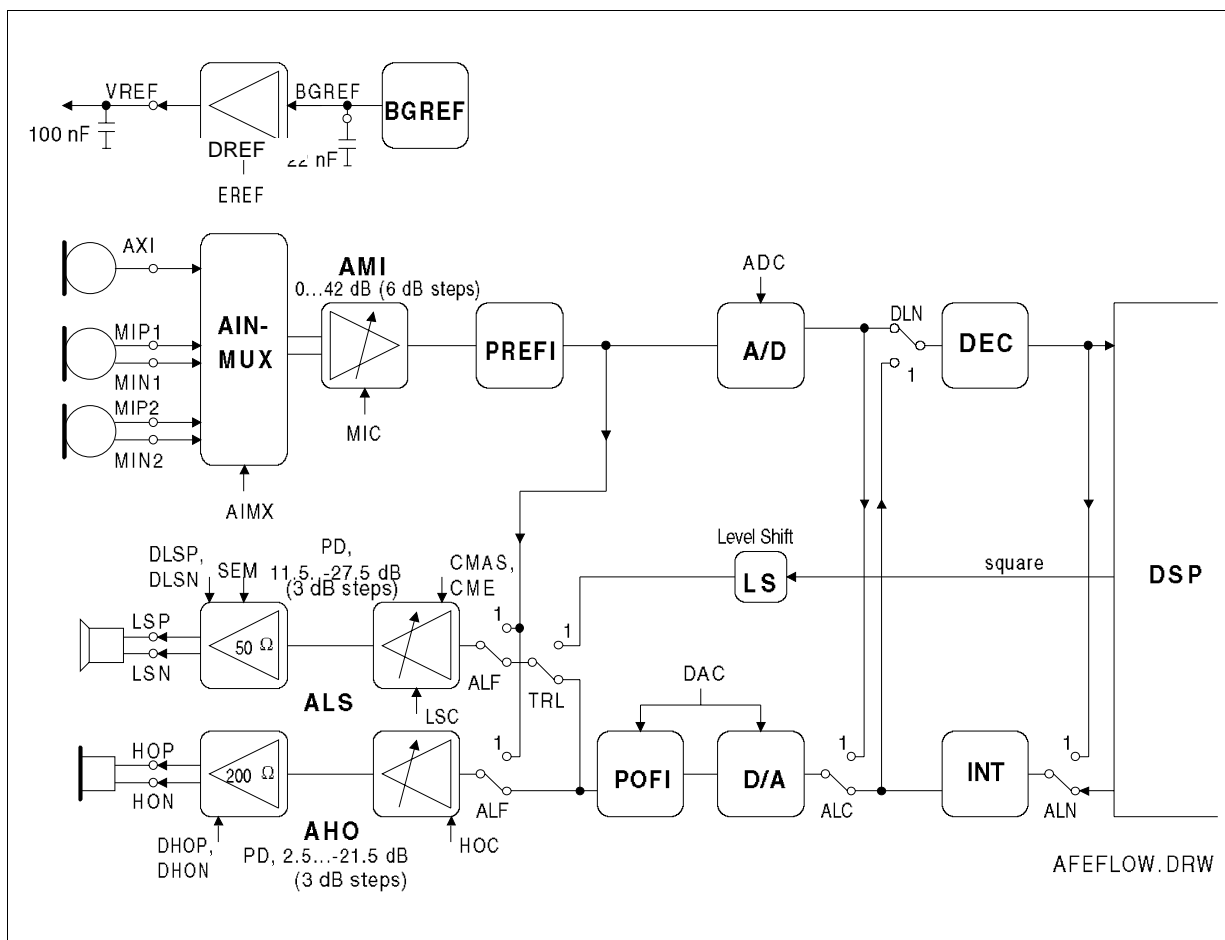 VREF
BGREF
BGREF
100 nF
DREF
22 nF
EREF
AXI
MIP1
MIN1
MIP2
MIN2
AIN-
MUX
AIMX
AMI
0...42 dB (6 dB steps)
MIC
PREFI
ADC
A/D
DLN
1
DEC
DSP
Level Shift
LS
square
DLSP,
DLSN
SEM
PD,
11.5...-27.5 dB
(3 dB steps)
CMAS,
CME
LSP
LSN
50 Ω
ALS
LSC
1
ALF
1
TRL
DAC
HOP
HON
200 Ω
AHO
PD, 2.5...-21.5 dB
(3 dB steps)
DHOP,
DHON
HOC
1
ALF
POFI
D/A
1
ALC
INT
1
ALN
AFEFLOW.DRW